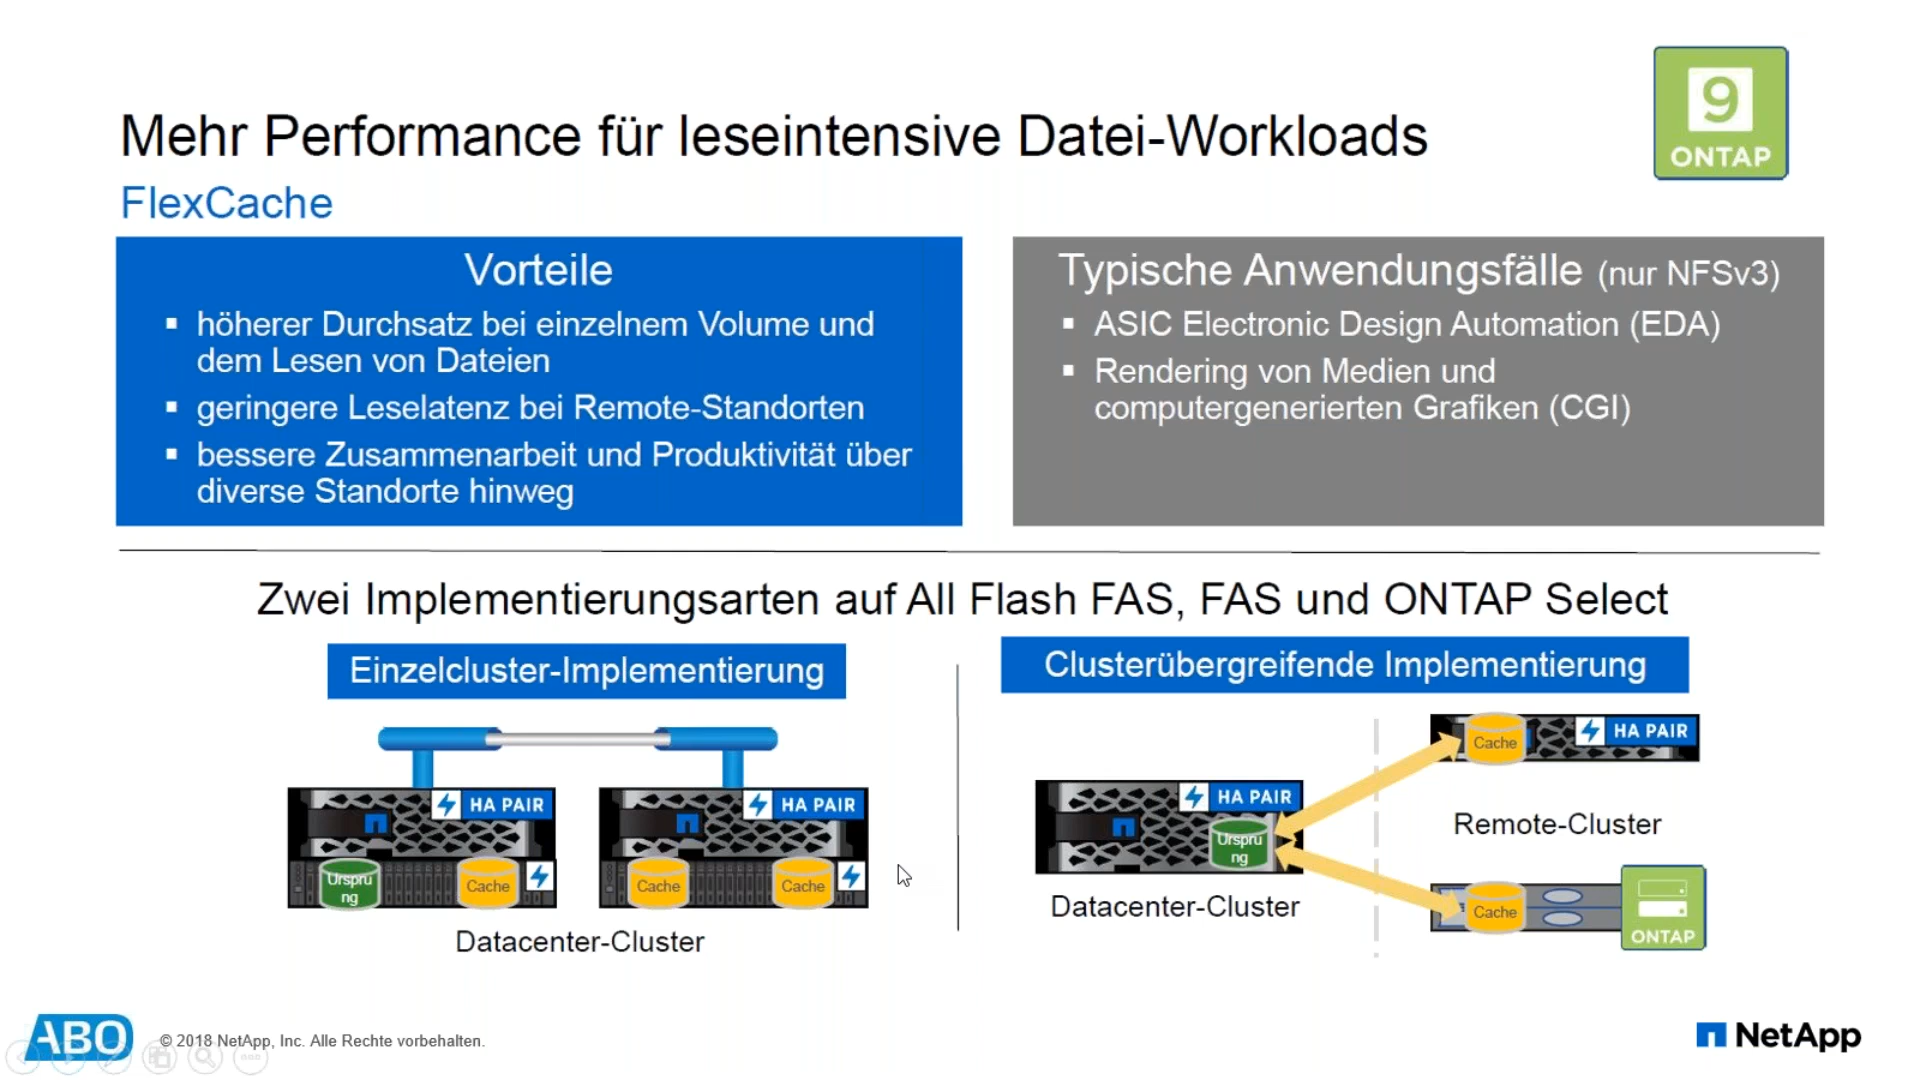 9
ONTAP
Mehr Performance für leseintensive Datei-Workloads
FlexCache
Vorteile
▪ höherer Durchsatz bei einzelnem Volume und
dem Lesen von Dateien
▪ geringere Leselatenz bei Remote-Standorten
▪ bessere Zusammenarbeit und Produktivität über
diverse Standorte hinweg
Typische Anwendungsfälle (nur NFSv3)
▪ ASIC Electronic Design Automation (EDA)
▪ Rendering von Medien und
computergenerierten Grafiken (CGI)
Zwei Implementierungsarten auf All Flash FAS, FAS und ONTAP Select
Einzelcluster-Implementierung
HA PAIR
HA PAIR
Urspru
ng
Cache
Cache
Cache
Datacenter-Cluster
Clusterübergreifende Implementierung
HA PAIR
Urspru
ng
Datacenter-Cluster
Cache
HA PAIR
Remote-Cluster
Cache
ONTAP
ABO
© 2018 NetApp, Inc. Alle Rechte vorbehalten.
NetApp